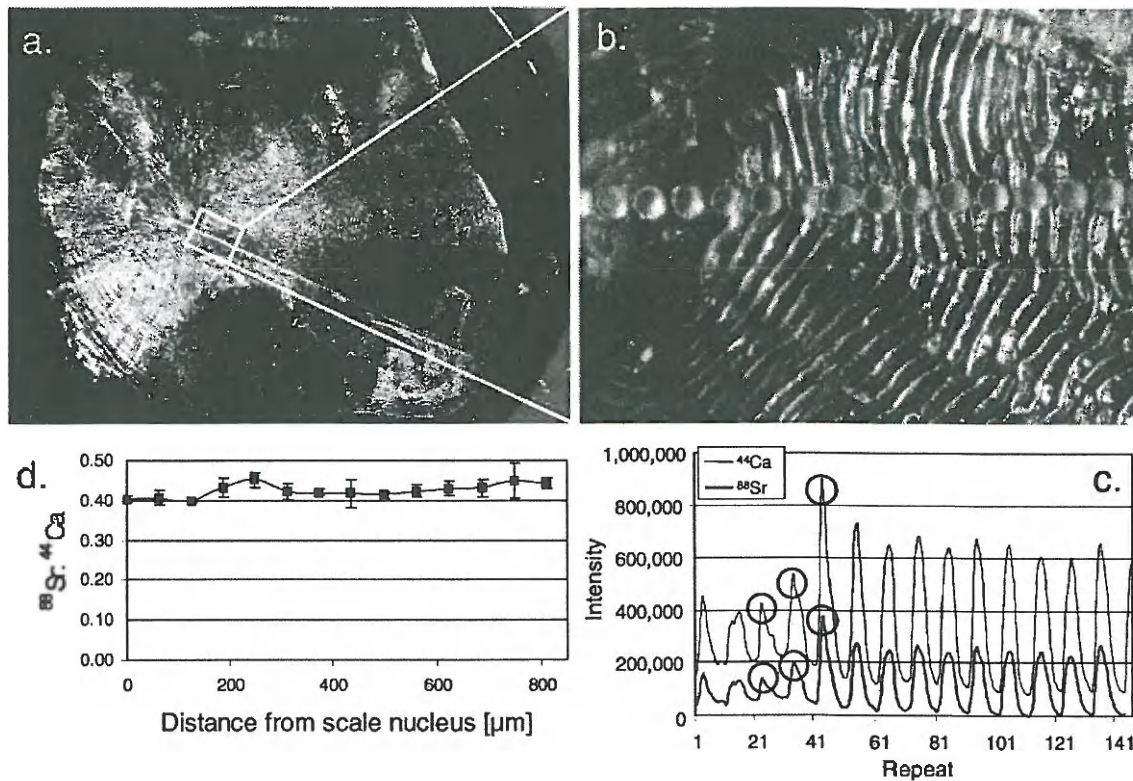 a.
b.
d.
⁸⁸Sr: ⁴⁴Ca
0.50
0.40
0.30
0.20
0.10
0.00
0
200
400
600
800
Distance from scale nucleus [µm]
c.
⁴⁴Ca
⁸⁸Sr
Intensity
1,000,000
800,000
600,000
400,000
200,000
0
1
21
41
61
81
101
121
141
Repeat